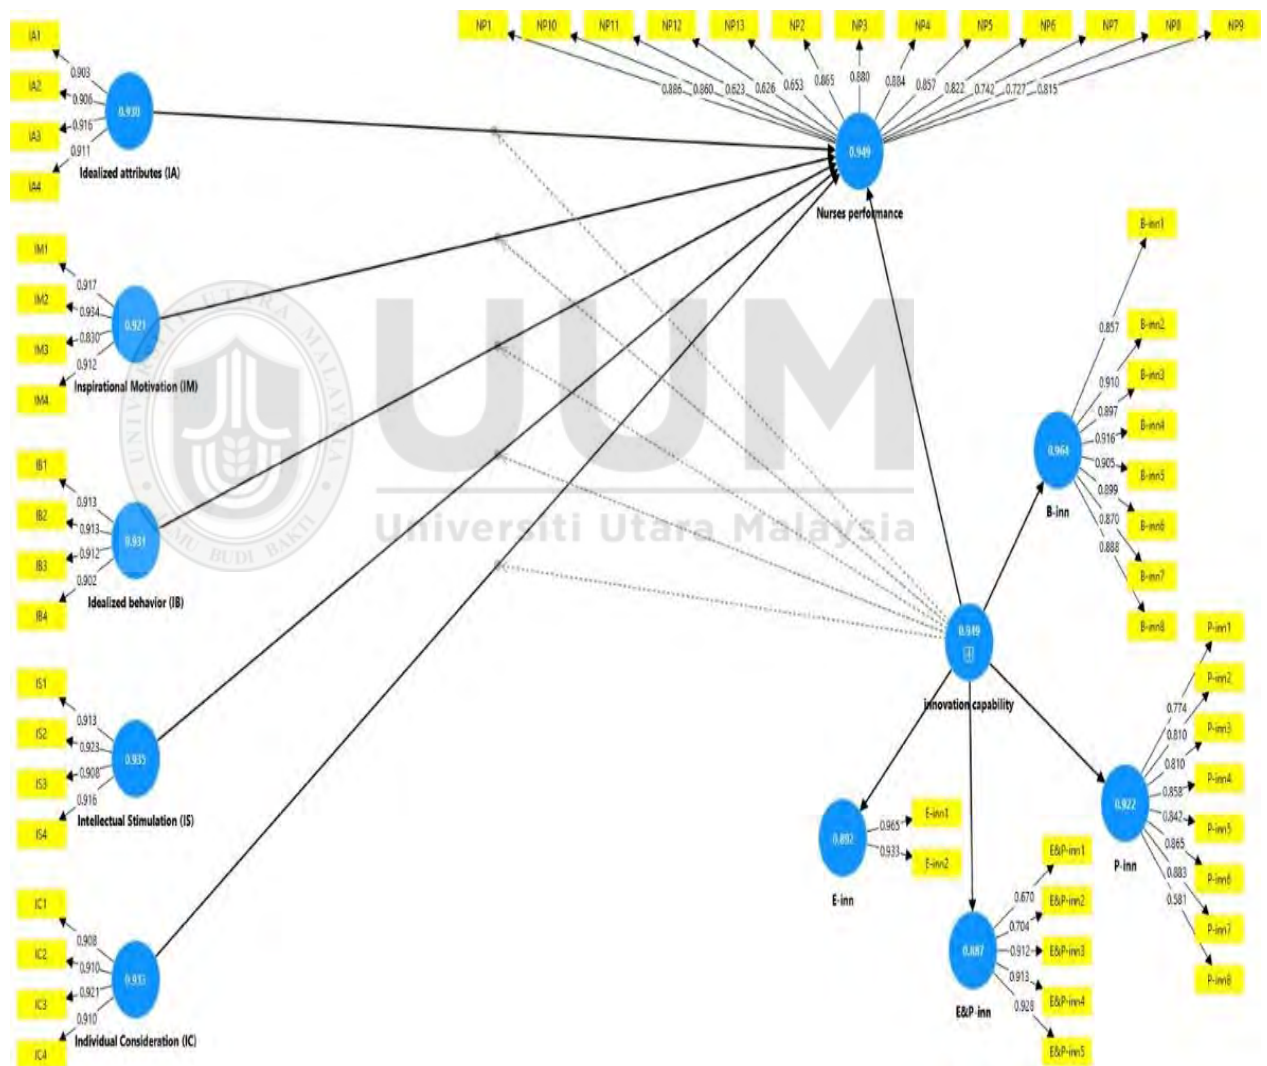 NP1 NP10 NP11 NP12 NP13 NP2 NP3 NP4 NP5 NP6 NP7 NP8 NP9
0.886 0.860 0.623 0.626 0.653 0.865 0.880 0.884 0.857 0.822 0.742 0.727 0.815
0.949
Nurses performance
IA1
IA2
IA3
IA4
0.903
0.906
0.916
0.911
0.930
Idealized attributes (IA)
IM1
IM2
IM3
IM4
0.917
0.934
0.830
0.912
0.921
Inspirational Motivation (IM)
IB1
IB2
IB3
IB4
0.913
0.913
0.912
0.902
0.931
Idealized behavior (IB)
IS1
IS2
IS3
IS4
0.913
0.923
0.908
0.916
0.935
Intellectual Stimulation (IS)
IC1
IC2
IC3
IC4
0.908
0.910
0.921
0.910
0.933
Individual Consideration (IC)
UNIVERSITI UTARA MALAYSIA
ILMU BUDI BAKTI
UUM
Universiti Utara Malaysia
B-inn1
B-inn2
B-inn3
B-inn4
B-inn5
B-inn6
B-inn7
B-inn8
0.857
0.910
0.897
0.916
0.905
0.899
0.870
0.888
0.964
B-inn
0.949
innovation capability
P-inn1
P-inn2
P-inn3
P-inn4
P-inn5
P-inn6
P-inn7
P-inn8
0.774
0.810
0.810
0.858
0.842
0.865
0.883
0.581
0.922
P-inn
E-inn1
E-inn2
0.965
0.933
0.892
E-inn
E&P-inn1
E&P-inn2
E&P-inn3
E&P-inn4
E&P-inn5
0.670
0.704
0.912
0.913
0.928
0.887
E&P-inn